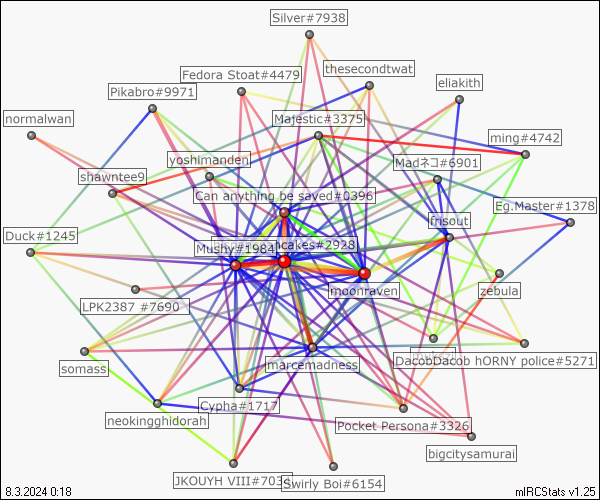 Silver#7938
thesecondtwat
Fedora Stoat#4479
eliakith
Pikabro#9971
normalwan
Majestic#3375
ming#4742
yoshimanden
Madネコ#6901
shawntee9
Can anything be saved#0396
Eg.Master#1378
frisout
Duck#1245
Mushy#1984
cakes#2928
moonraven
zebula
LPK2387 #7690
DacobDacob hORNY police#5271
somass
jmarcemadness
Cypha#1717
neokingghidorah
Pocket Persona#3326
bigcitysamurai
JKOUYH VIII#703
Swirly Boi#6154
8.3.2024 0:18
mIRCStats v1.25